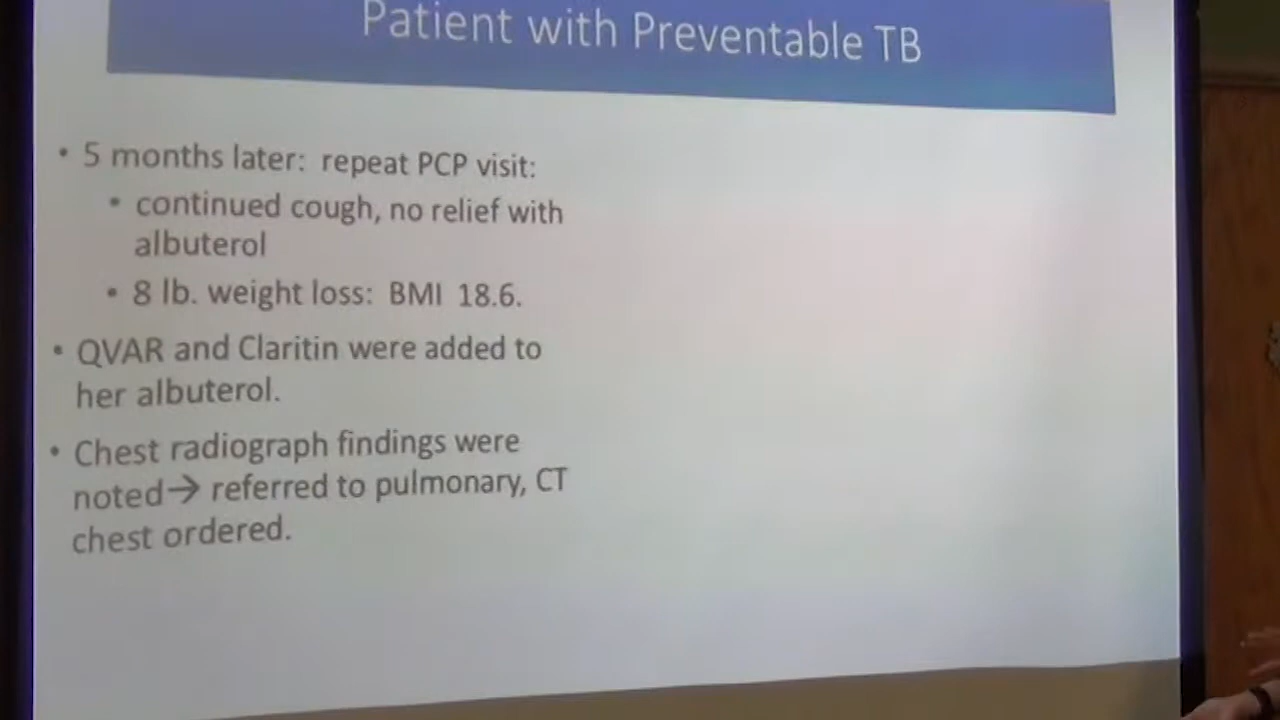 Patient with Preventable TB
• 5 months later: repeat PCP visit:
• continued cough, no relief with
albuterol
• 8 lb. weight loss: BMI 18.6.
• QVAR and Claritin were added to
her albuterol.
• Chest radiograph findings were
noted→ referred to pulmonary, CT
chest ordered.